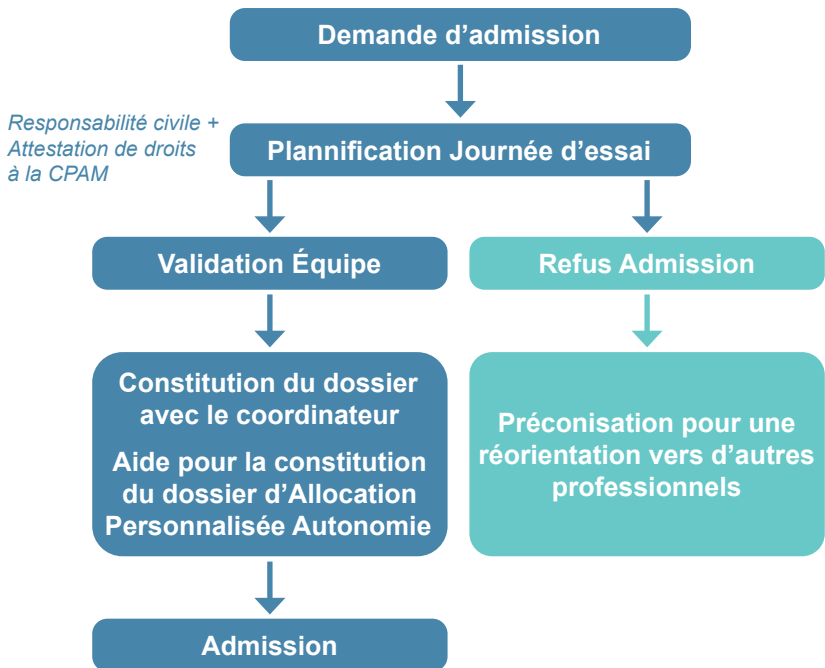 Demande d’admission
Responsabilité civile +
Attestation de droits
à la CPAM
Plannification Journée d’essai
Validation Équipe
Refus Admission
Constitution du dossier
avec le coordinateur
Aide pour la constitution
du dossier d’Allocation
Personnalisée Autonomie
Préconisation pour une
réorientation vers d’autres
professionnels
Admission